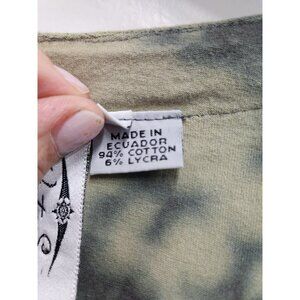 MADE IN
ECUADOR
94% COTTON
6% LYCRA